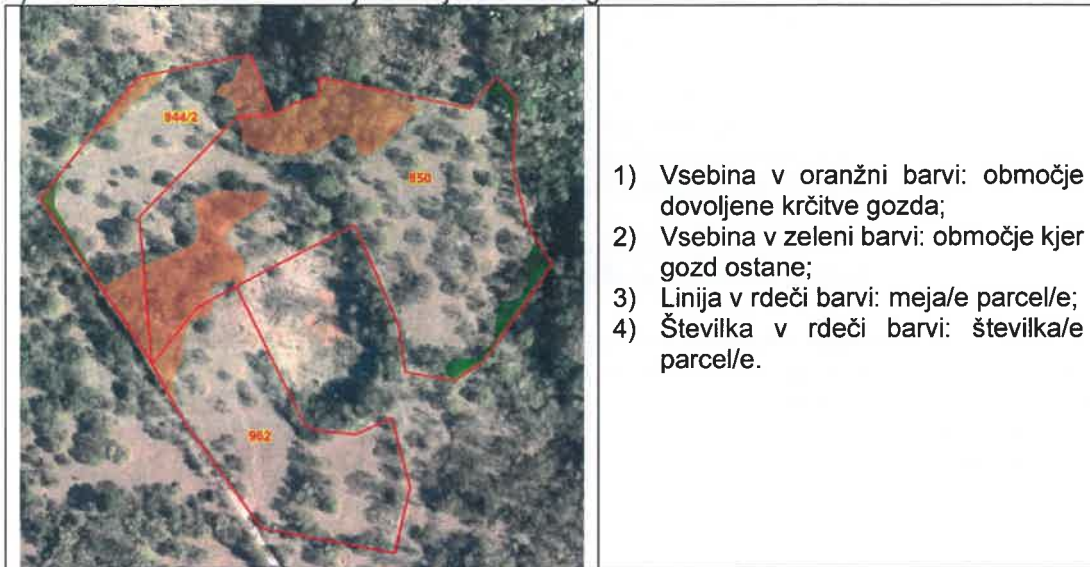 844/2
850
962
1) Vsebina v oranžni barvi: območje
dovoljene krčitve gozda;
2) Vsebina v zeleni barvi: območje kjer
gozd ostane;
3) Linija v rdeči barvi: meja/e parcel/e;
4) Številka v rdeči barvi: številka/e
parcel/e.